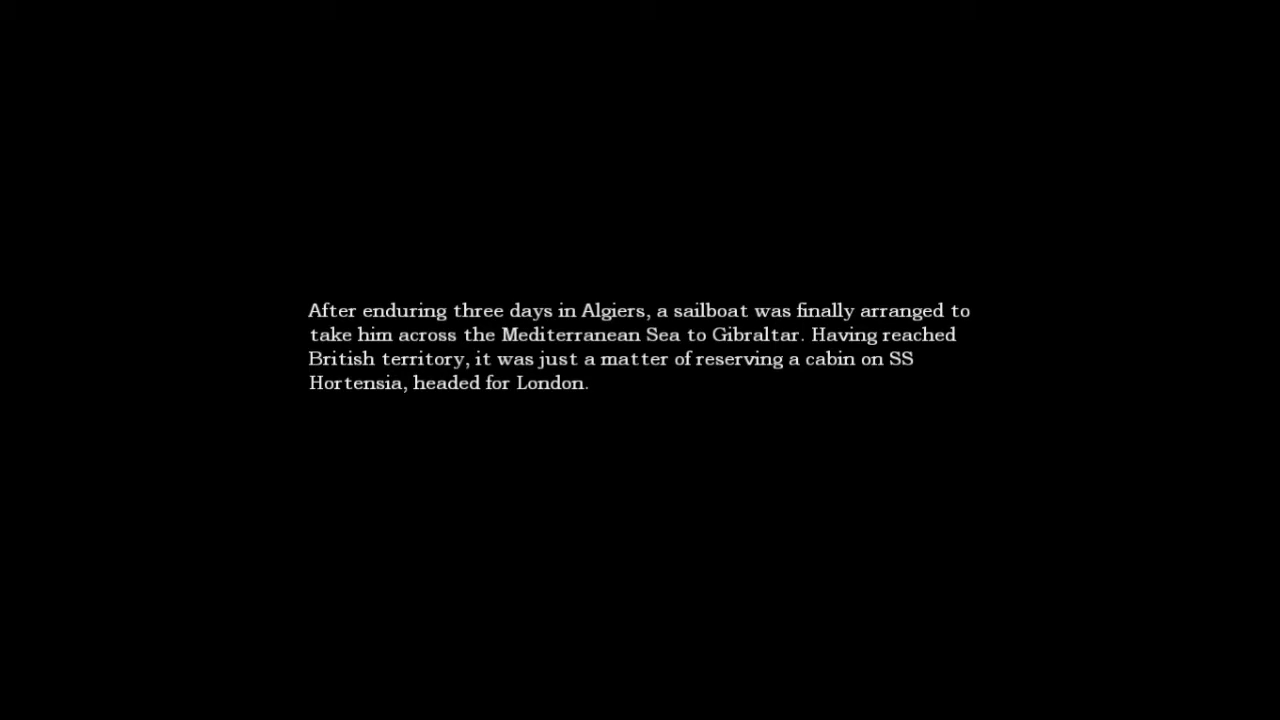 After enduring three days in Algiers, a sailboat was finally arranged to
take him across the Mediterranean Sea to Gibraltar. Having reached
British territory, it was just a matter of reserving a cabin on SS
Hortensia, headed for London.